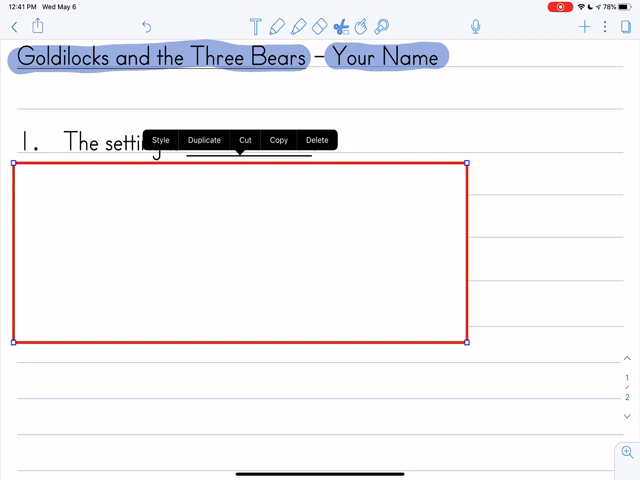 12:41 PM Wed May 6
78%
Goldilocks and the Three Bears - Your Name
1. The setting
Style Duplicate Cut Copy Delete
1
/
2